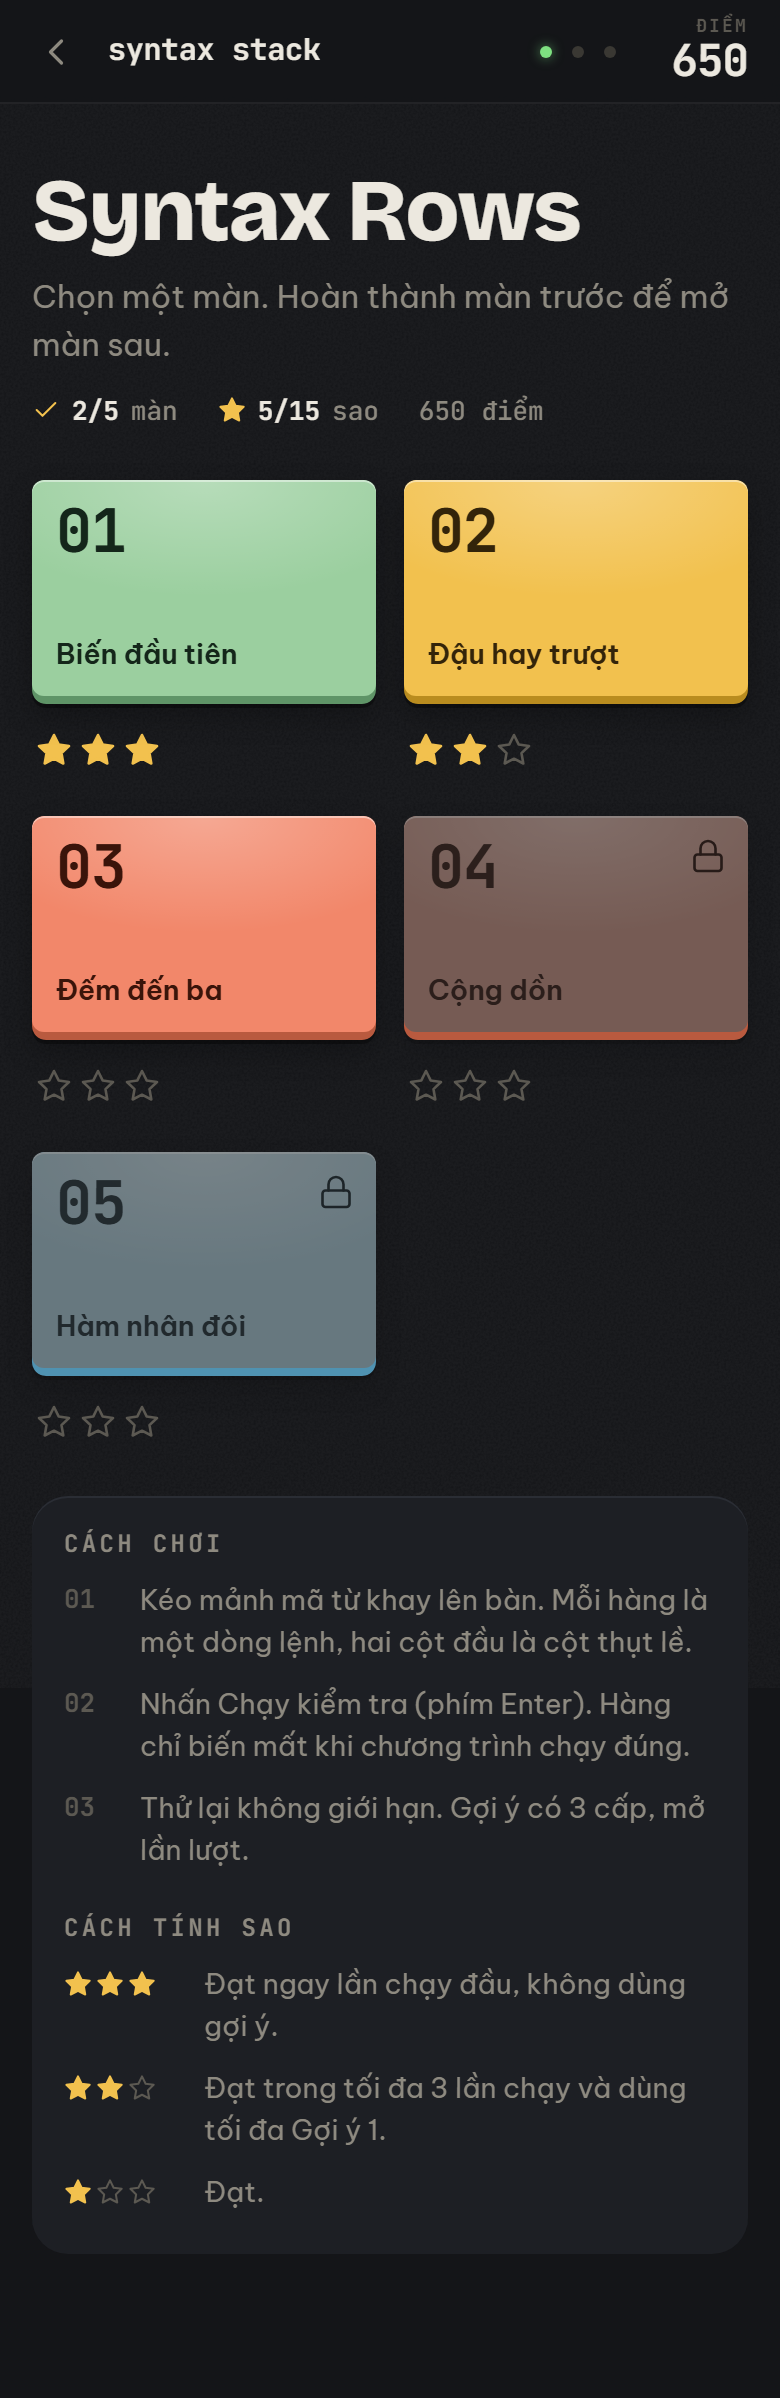 syntax stack
ĐIỂM
650
Syntax Rows
Chọn một màn. Hoàn thành màn trước để mở
màn sau.
2/5 màn 5/15 sao 650 điểm
01
Biến đầu tiên
02
Đậu hay trượt
03
Đếm đến ba
04
Cộng dồn
05
Hàm nhân đôi
CÁCH CHƠI
01 Kéo mảnh mã từ khay lên bàn. Mỗi hàng là
một dòng lệnh, hai cột đầu là cột thụt lề.
02 Nhấn Chạy kiểm tra (phím Enter). Hàng
chỉ biến mất khi chương trình chạy đúng.
03 Thử lại không giới hạn. Gợi ý có 3 cấp, mở
lần lượt.
CÁCH TÍNH SAO
Đạt ngay lần chạy đầu, không dùng
gợi ý.
Đạt trong tối đa 3 lần chạy và dùng
tối đa Gợi ý 1.
Đạt.